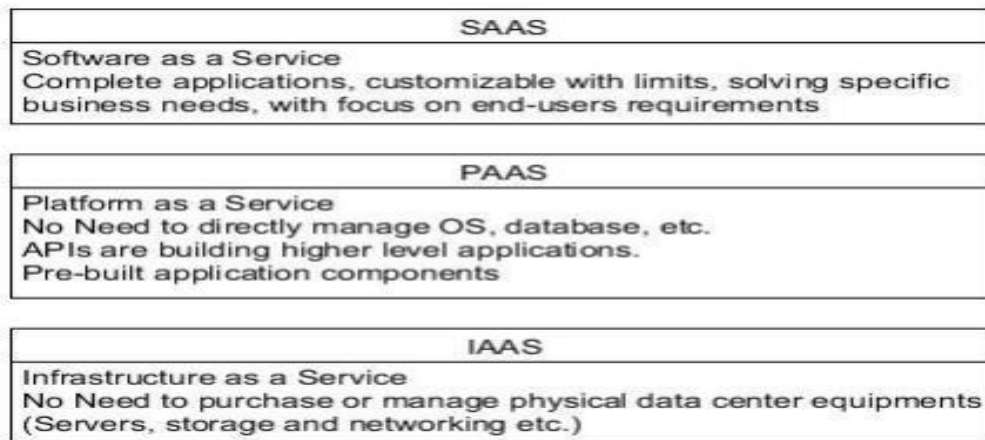 SAAS
Software as a Service
Complete applications, customizable with limits, solving specific
business needs, with focus on end-users requirements
PAAS
Platform as a Service
No Need to directly manage OS, database, etc.
APIs are building higher level applications.
Pre-built application components
IAAS
Infrastructure as a Service
No Need to purchase or manage physical data center equipments
(Servers, storage and networking etc.)